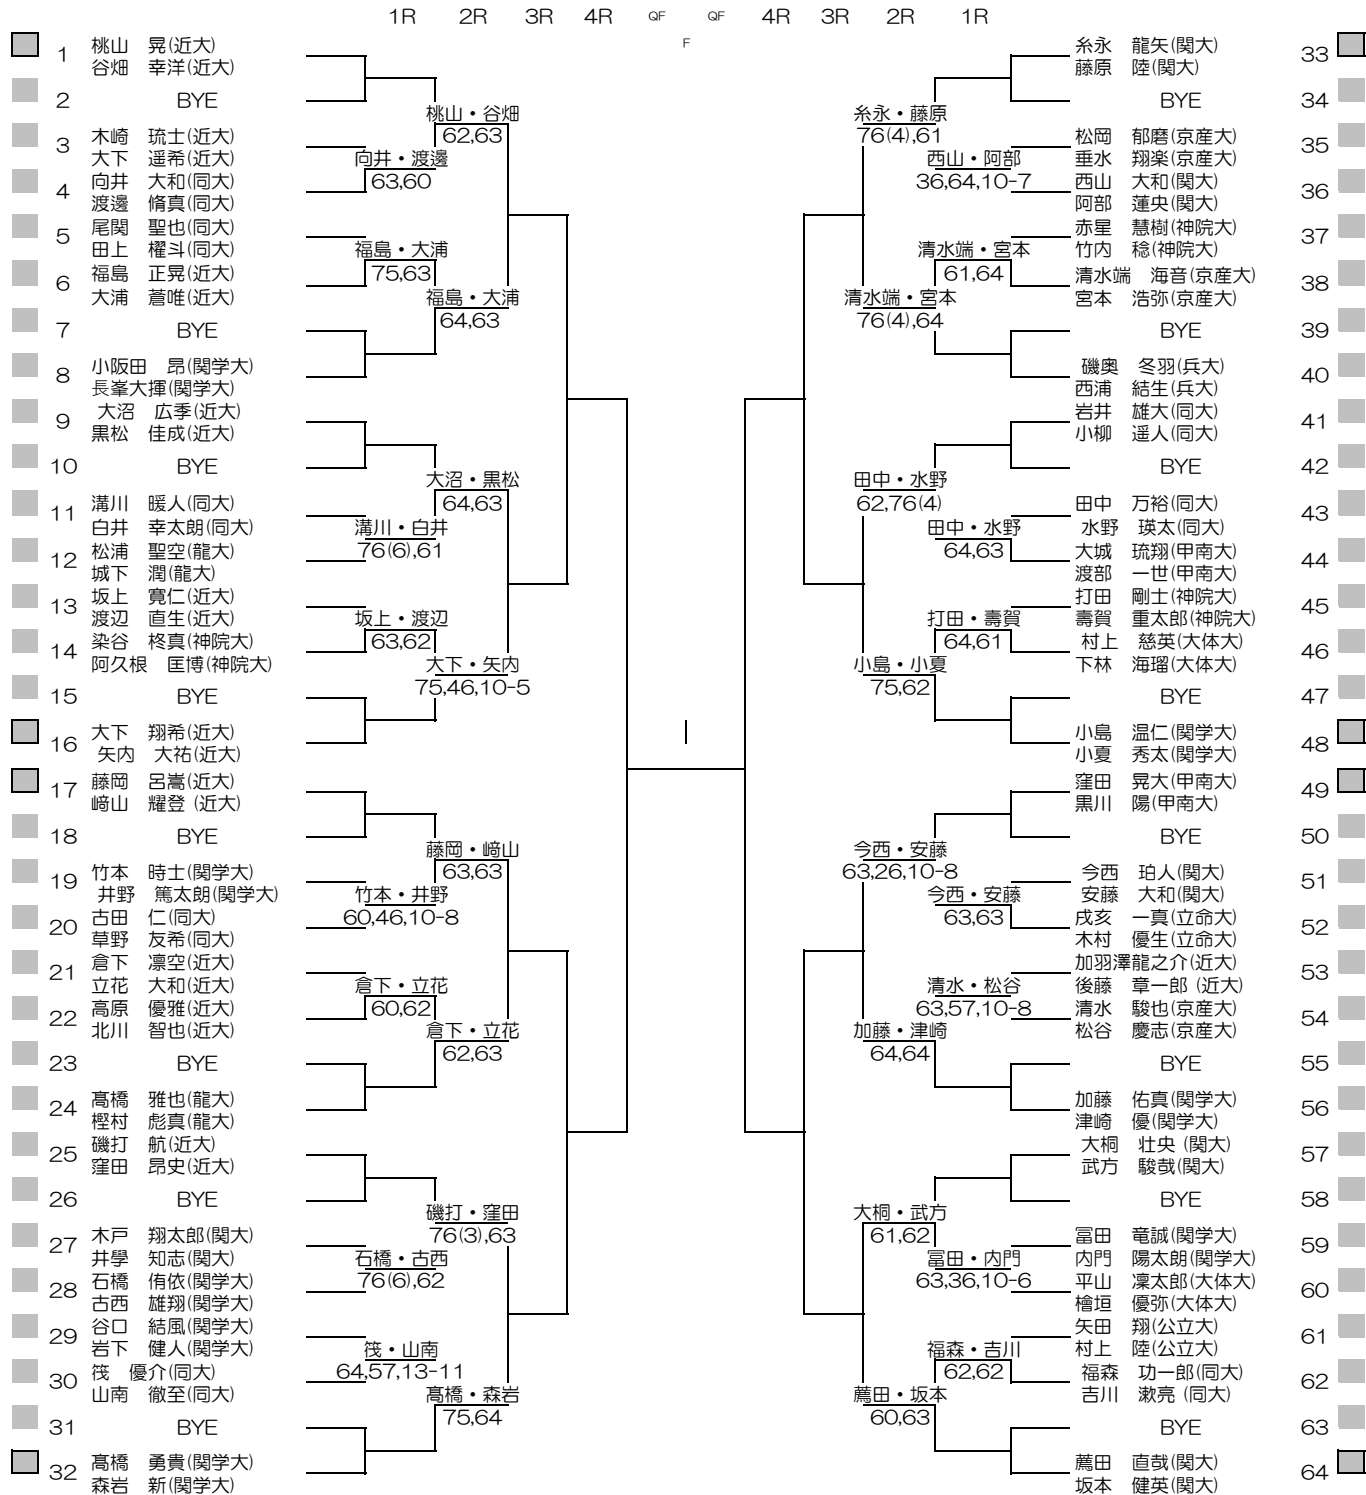 1R 2R 3R 4R QF QF 4R 3R 2R 1R
F
1 桃山　晃(近大)
谷畑　幸洋(近大)
2 BYE
桃山・谷畑
62,63
3 木崎　琉士(近大)
大下　遥希(近大)
向井・渡邊
63,60
4 向井　大和(同大)
渡邊　脩真(同大)
5 尾関　聖也(同大)
田上　櫂斗(同大)
福島・大浦
75,63
6 福島　正晃(近大)
大浦　蒼唯(近大)
福島・大浦
64,63
7 BYE
8 小阪田　昂(関学大)
長峯大揮(関学大)
9 大沼　広季(近大)
黒松　佳成(近大)
10 BYE
大沼・黒松
64,63
11 溝川　暖人(同大)
白井　幸太朗(同大)
溝川・白井
76(6),61
12 松浦　聖空(龍大)
城下　潤(龍大)
13 坂上　寛仁(近大)
渡辺　直生(近大)
坂上・渡辺
63,62
14 染谷　柊真(神院大)
阿久根　匡博(神院大)
大下・矢内
75,46,10-5
15 BYE
16 大下　翔希(近大)
矢内　大祐(近大)
17 藤岡　呂嵩(近大)
﨑山　耀登 (近大)
18 BYE
藤岡・﨑山
63,63
19 竹本　時士(関学大)
井野　篤太朗(関学大)
竹本・井野
60,46,10-8
20 古田　仁(同大)
草野　友希(同大)
21 倉下　凛空(近大)
立花　大和(近大)
倉下・立花
60,62
22 高原　優雅(近大)
北川　智也(近大)
倉下・立花
62,63
23 BYE
24 髙橋　雅也(龍大)
樫村　彪真(龍大)
25 磯打　航(近大)
窪田　昂史(近大)
26 BYE
磯打・窪田
76(3),63
27 木戸　翔太郎(関大)
井學　知志(関大)
石橋・古西
76(6),62
28 石橋　侑依(関学大)
古西　雄翔(関学大)
29 谷口　結風(関学大)
岩下　健人(関学大)
筏・山南
64,57,13-11
30 筏　優介(同大)
山南　徹至(同大)
髙橋・森岩
75,64
31 BYE
32 髙橋　勇貴(関学大)
森岩　新(関学大)
糸永　龍矢(関大) 33
藤原　陸(関大)
BYE 34
糸永・藤原
76(4),61
松岡　郁磨(京産大) 35
垂水　翔楽(京産大)
西山・阿部
36,64,10-7
西山　大和(関大) 36
阿部　蓮央(関大)
赤星　慧樹(神院大) 37
竹内　稔(神院大)
清水端・宮本
61,64
清水端　海音(京産大) 38
宮本　浩弥(京産大)
清水端・宮本
76(4),64
BYE 39
磯奥　冬羽(兵大) 40
西浦　結生(兵大)
岩井　雄大(同大) 41
小柳　遥人(同大)
BYE 42
田中・水野
62,76(4)
田中　万裕(同大) 43
水野　瑛太(同大)
田中・水野
64,63
大城　琉翔(甲南大) 44
渡部　一世(甲南大)
打田　剛士(神院大) 45
壽賀　重太郎(神院大)
打田・壽賀
64,61
村上　慈英(大体大) 46
下林　海瑠(大体大)
小島・小夏
75,62
BYE 47
小島　温仁(関学大) 48
小夏　秀太(関学大)
窪田　晃大(甲南大) 49
黒川　陽(甲南大)
BYE 50
今西・安藤
63,26,10-8
今西　珀人(関大) 51
安藤　大和(関大)
今西・安藤
63,63
戌亥　一真(立命大) 52
木村　優生(立命大)
加羽澤龍之介(近大) 53
後藤　章一郎 (近大)
清水・松谷
63,57,10-8
清水　駿也(京産大) 54
松谷　慶志(京産大)
加藤・津崎
64,64
BYE 55
加藤　佑真(関学大) 56
津崎　優(関学大)
大桐　壮央 (関大) 57
武方　駿哉(関大)
BYE 58
大桐・武方
61,62
冨田　竜誠(関学大) 59
内門　陽太朗(関学大)
冨田・内門
63,36,10-6
平山　凜太郎(大体大) 60
檜垣　優弥(大体大)
矢田　翔(公立大) 61
村上　陸(公立大)
福森・吉川
62,62
福森　功一郎(同大) 62
吉川　漱亮 (同大)
薦田・坂本
60,63
BYE 63
薦田　直哉(関大) 64
坂本　健英(関大)